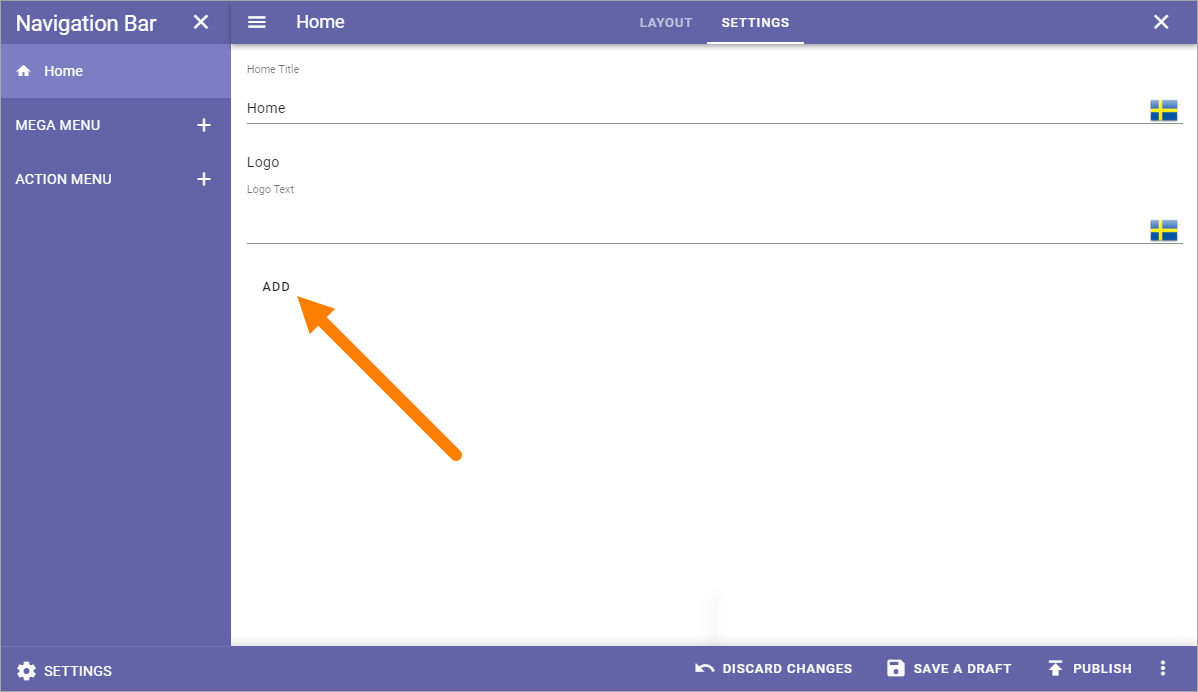 Navigation Bar
Home
LAYOUT
SETTINGS
Home
MEGA MENU
ACTION MENU
Home Title
Home
Logo
Logo Text
ADD
SETTINGS
DISCARD CHANGES
SAVE A DRAFT
PUBLISH